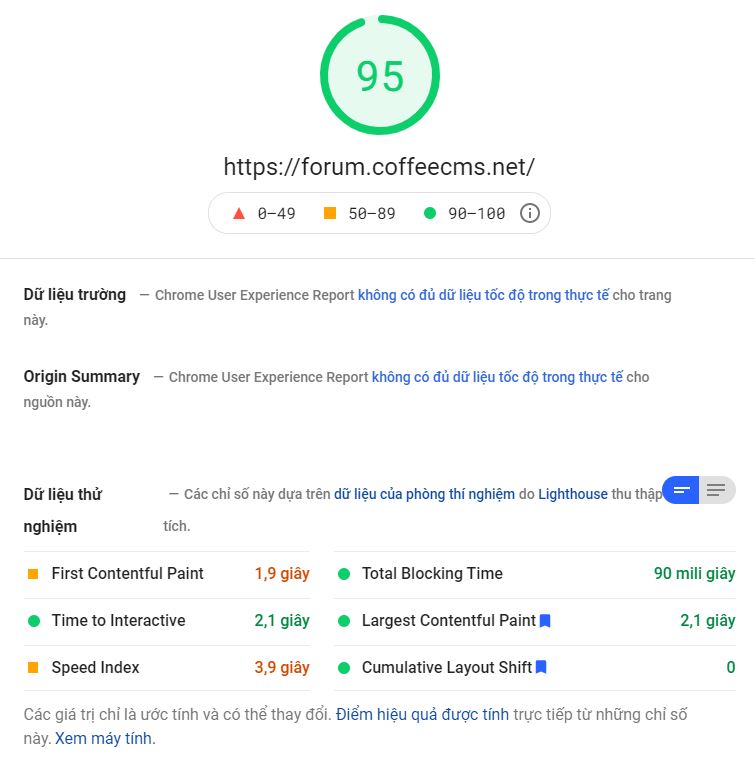 95
https://forum.coffeecms.net/
0–49 50–89 90–100
Dữ liệu trường — Chrome User Experience Report không có đủ dữ liệu tốc độ trong thực tế cho trang
này.
Origin Summary — Chrome User Experience Report không có đủ dữ liệu tốc độ trong thực tế cho
nguồn này.
Dữ liệu thử — Các chỉ số này dựa trên dữ liệu của phòng thí nghiệm do Lighthouse thu thập
nghiệm tích.
First Contentful Paint 1,9 giây Total Blocking Time 90 mili giây
Time to Interactive 2,1 giây Largest Contentful Paint 2,1 giây
Speed Index 3,9 giây Cumulative Layout Shift 0
Các giá trị chỉ là ước tính và có thể thay đổi. Điểm hiệu quả được tính trực tiếp từ những chỉ số
này. Xem máy tính.